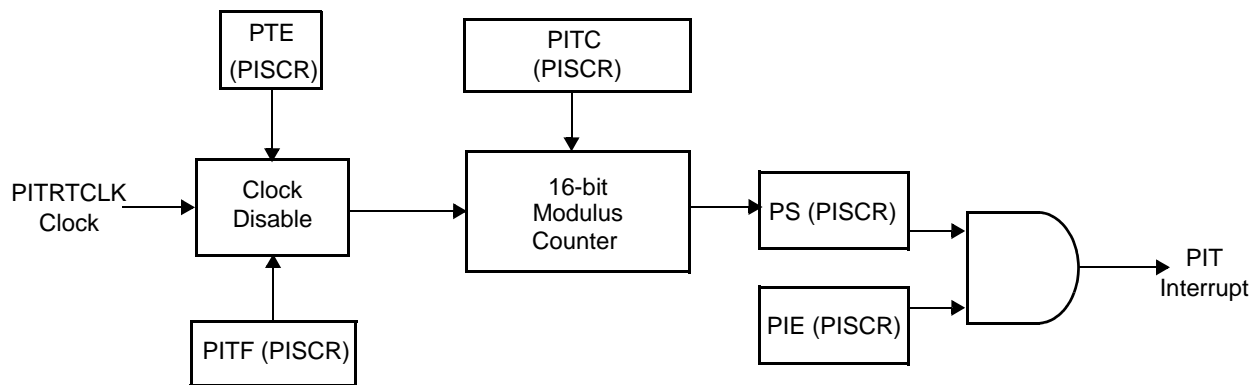 PTE
(PISCR)
PITC
(PISCR)
PITRTCLK
Clock
Clock
Disable
16-bit
Modulus
Counter
PS (PISCR)
PIE (PISCR)
PIT
Interrupt
PITF (PISCR)